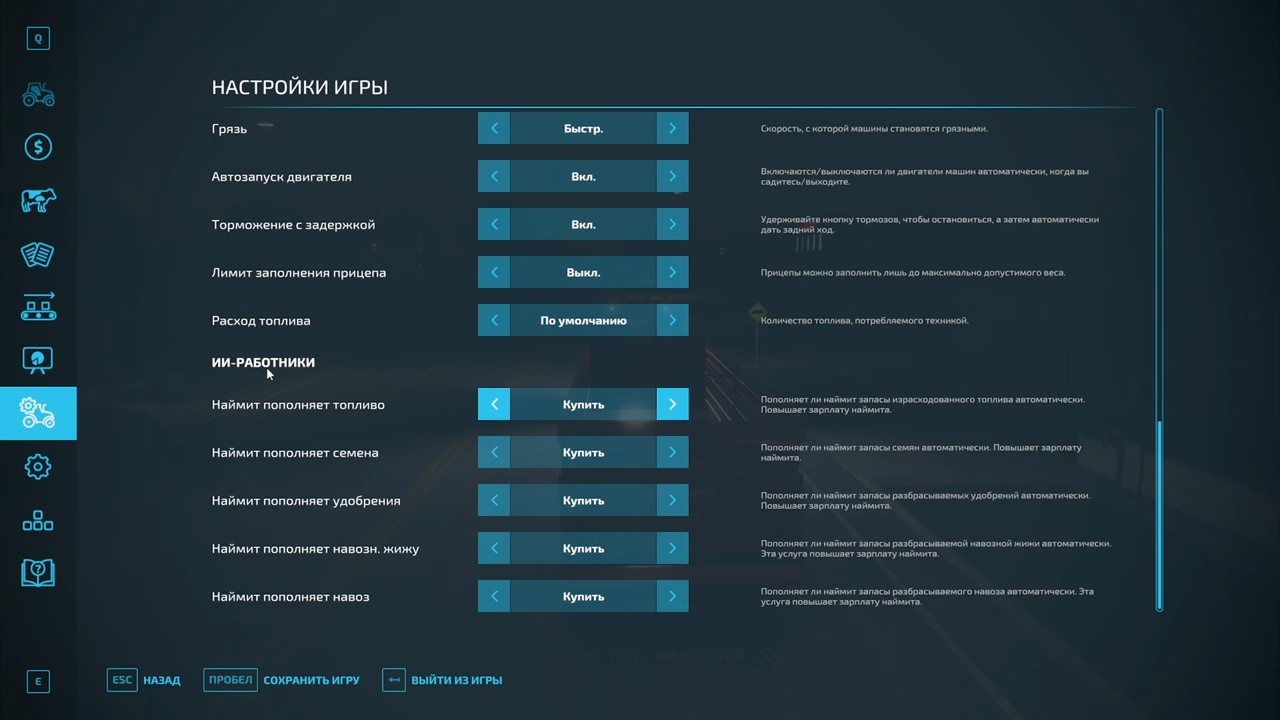 Q
НАСТРОЙКИ ИГРЫ
Грязь
Быстр.
Скорость, с которой машины становятся грязными.
Автозапуск двигателя
Вкл.
Включаются/выключаются ли двигатели машин автоматически, когда вы
садитесь/выходите.
Торможение с задержкой
Вкл.
Удерживайте кнопку тормозов, чтобы остановиться, а затем автоматически
дать задний ход.
Лимит заполнения прицепа
Выкл.
Прицепы можно заполнить лишь до максимально допустимого веса.
Расход топлива
По умолчанию
Количество топлива, потребляемого техникой.
ИИ-РАБОТНИКИ
Наймит пополняет топливо
Купить
Пополняет ли наймит запасы израсходованного топлива автоматически.
Повышает зарплату наймита.
Наймит пополняет семена
Купить
Пополняет ли наймит запасы семян автоматически. Повышает зарплату
наймита.
Наймит пополняет удобрения
Купить
Пополняет ли наймит запасы разбрасываемых удобрений автоматически.
Повышает зарплату наймита.
Наймит пополняет навозн. жижу
Купить
Пополняет ли наймит запасы разбрасываемой навозной жижи автоматически.
Эта услуга повышает зарплату наймита.
Наймит пополняет навоз
Купить
Пополняет ли наймит запасы разбрасываемого навоза автоматически. Эта
услуга повышает зарплату наймита.
E
ESC НАЗАД
ПРОБЕЛ СОХРАНИТЬ ИГРУ
ВЫЙТИ ИЗ ИГРЫ